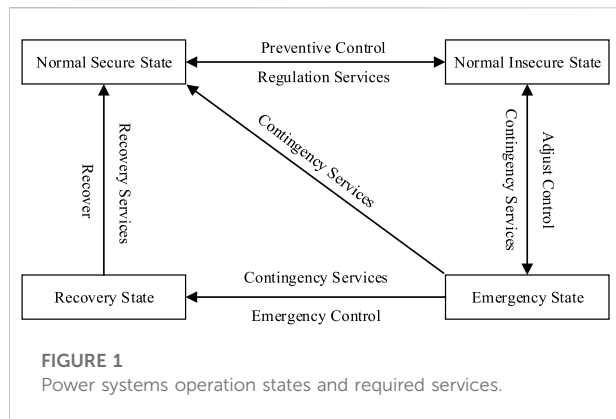 Preventive Control
Normal Secure State
Normal Insecure State
Regulation Services
Contingency Services
Recovery Services
Recover
Adjust Control
Contingency Services
Contingency Services
Recovery State
Emergency State
Emergency Control
FIGURE 1
Power systems operation states and required services.